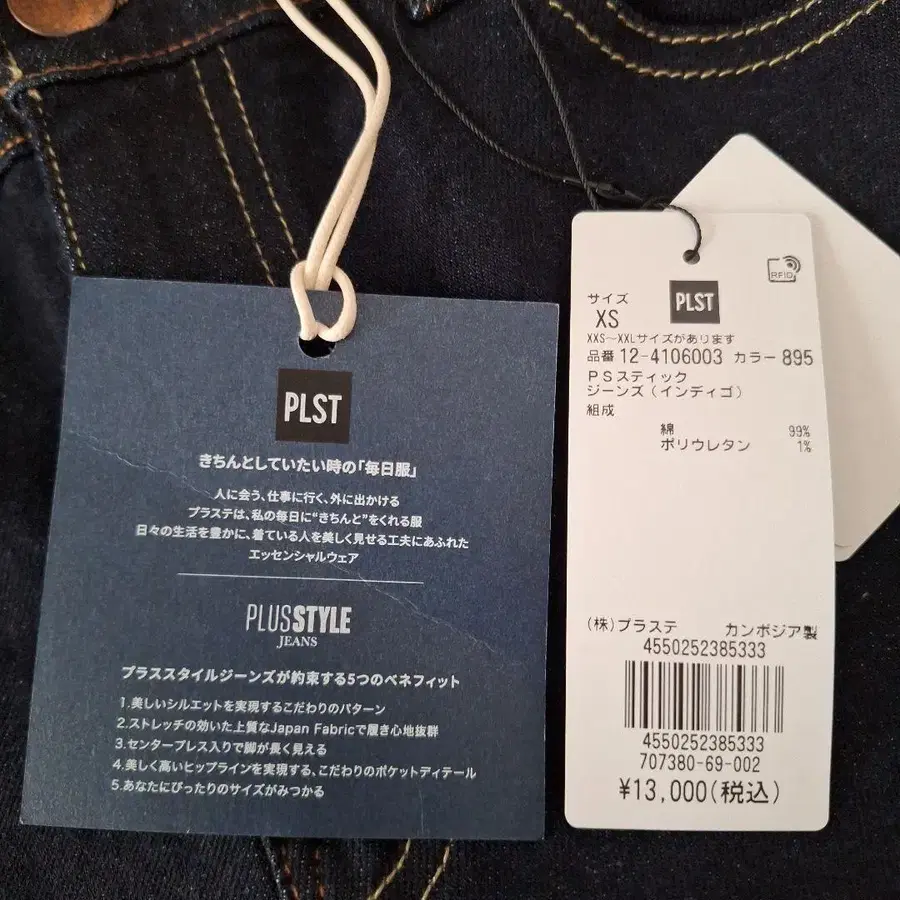 PLST
きちんとしていたい時の「毎日服」
人に会う、仕事に行く、外に出かける
プラステは、私の毎日に“きちんと”をくれる服
日々の生活を豊かに、着ている人を美しく見せる工夫にあふれた
エッセンシャルウェア
PLUSSTYLE
JEANS
プラススタイルジーンズが約束する5つのベネフィット
1.美しいシルエットを実現するこだわりのパターン
2.ストレッチの効いた上質なJapan Fabricで履き心地抜群
3.センタープレス入りで脚が長く見える
4.美しく高いヒップラインを実現する、こだわりのポケットディテール
5.あなたにぴったりのサイズがみつかる
RFID
サイズ PLST
XS
XXS～XXLサイズがあります
品番 12-4106003 カラー 895
PSスティック
ジーンズ(インディゴ)
組成
綿 99%
ポリウレタン 1%
(株)プラステ カンボジア製
4550252385333
4550252385333
707380-69-002
¥13,000(税込)